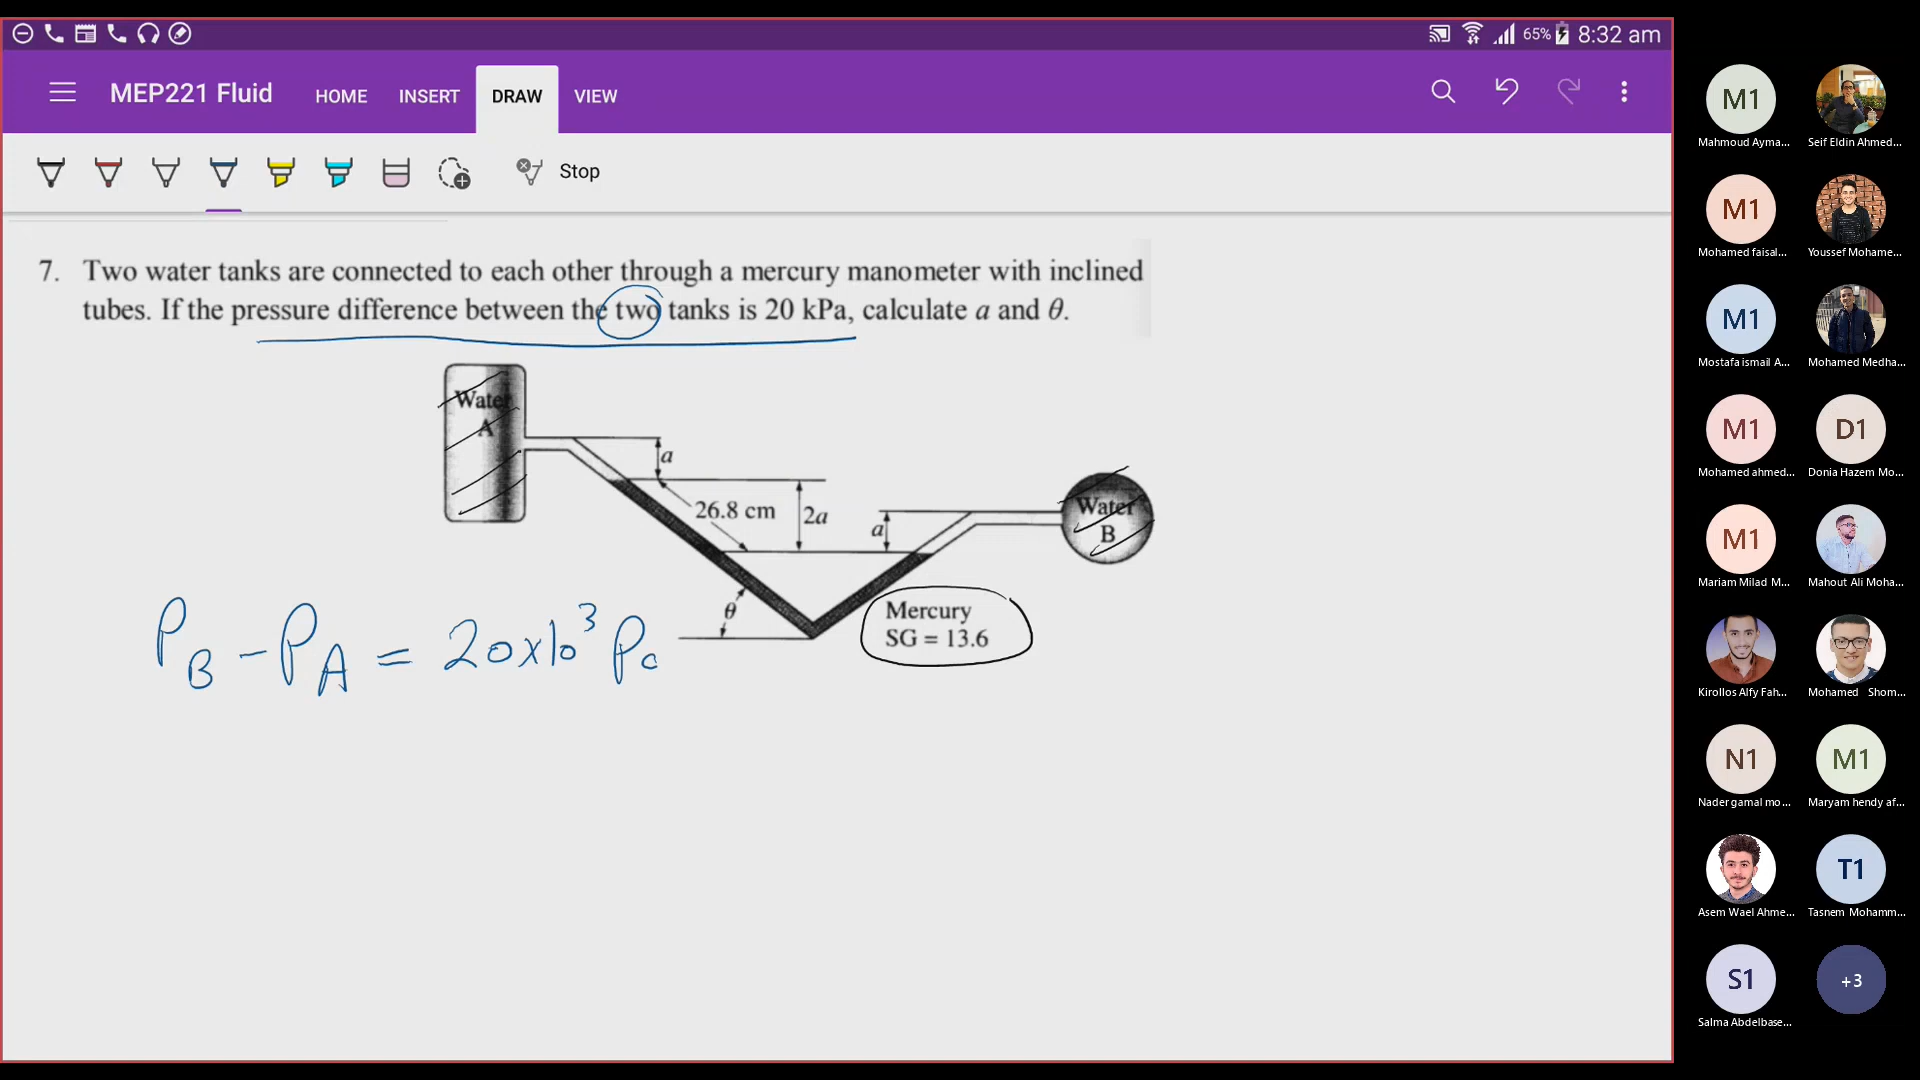 65% 8:32 am
MEP221 Fluid HOME INSERT DRAW VIEW
Stop
7. Two water tanks are connected to each other through a mercury manometer with inclined
tubes. If the pressure difference between the two tanks is 20 kPa, calculate a and θ.
Water
A
a
26.8 cm
2a
a
Water
B
θ
Mercury
SG = 13.6
P_B - P_A = 20x10³ Pa
M1
Mahmoud Ayma...
Seif Eldin Ahmed...
M1
Mohamed faisal...
Youssef Mohame...
M1
Mostafa ismail A...
Mohamed Medha...
M1
Mohamed ahmed...
D1
Donia Hazem Mo...
M1
Mariam Milad M...
Mahout Ali Moha...
Kirollos Alfy Fah...
Mohamed Shom...
N1
Nader gamal mo...
M1
Maryam hendy af...
Asem Wael Ahme...
T1
Tasnem Mohamm...
S1
Salma Abdelbase...
+3